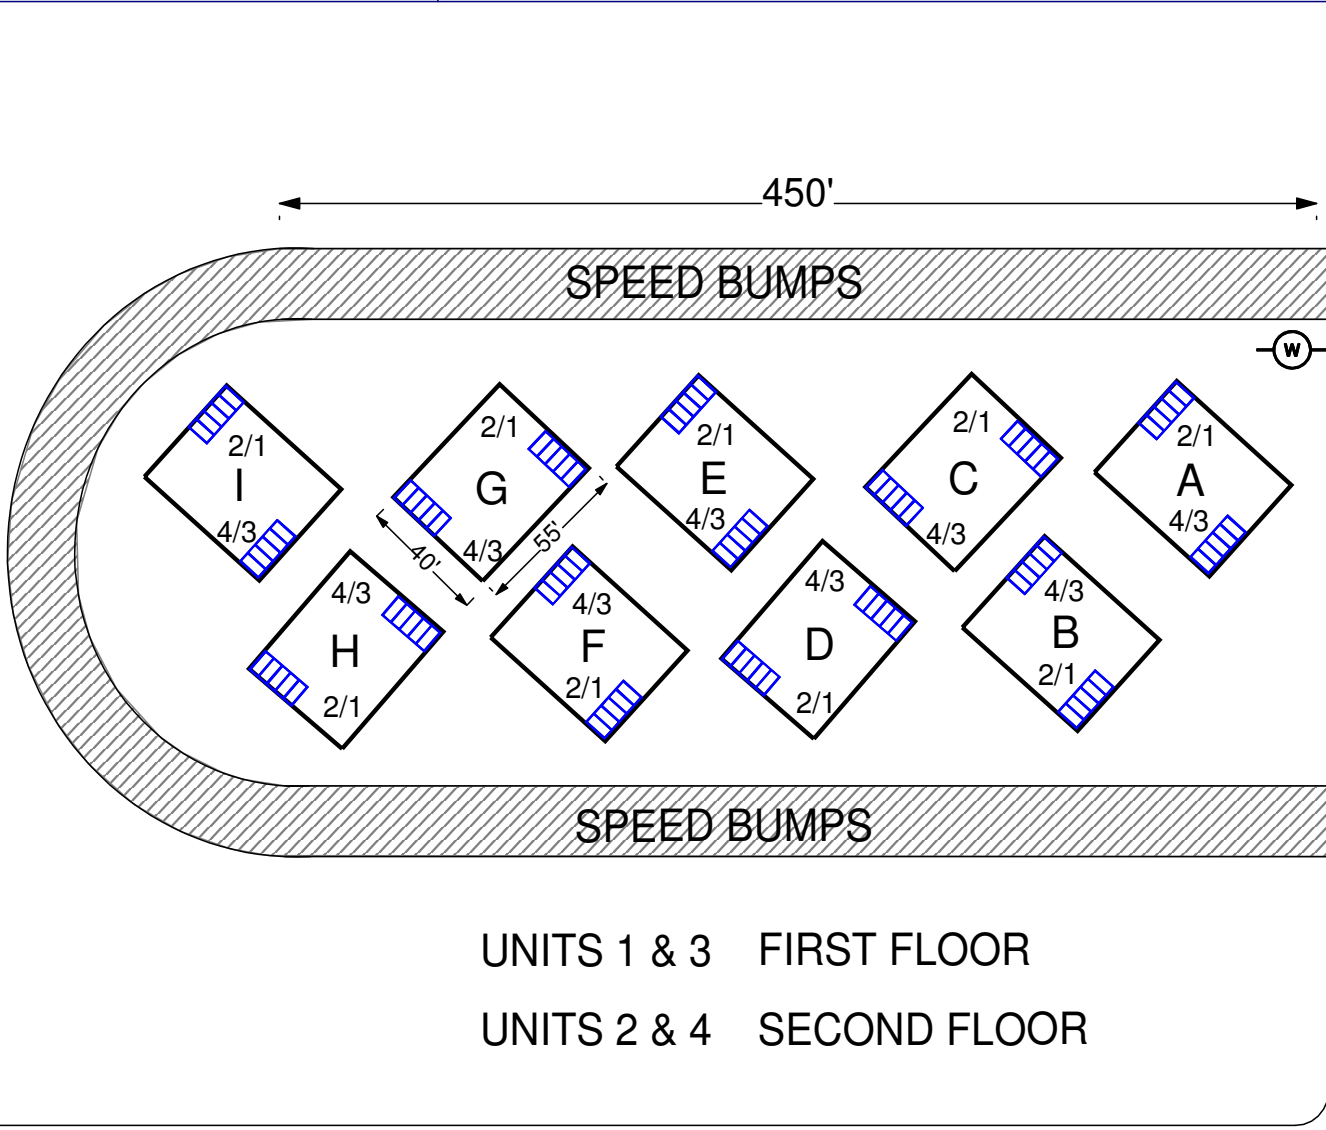 450'
SPEED BUMPS
W
2/1
I
4/3
2/1
G
4/3
40'
55'
2/1
E
4/3
2/1
C
4/3
2/1
A
4/3
4/3
H
2/1
4/3
F
2/1
4/3
D
2/1
4/3
B
2/1
SPEED BUMPS
UNITS 1 & 3 FIRST FLOOR
UNITS 2 & 4 SECOND FLOOR